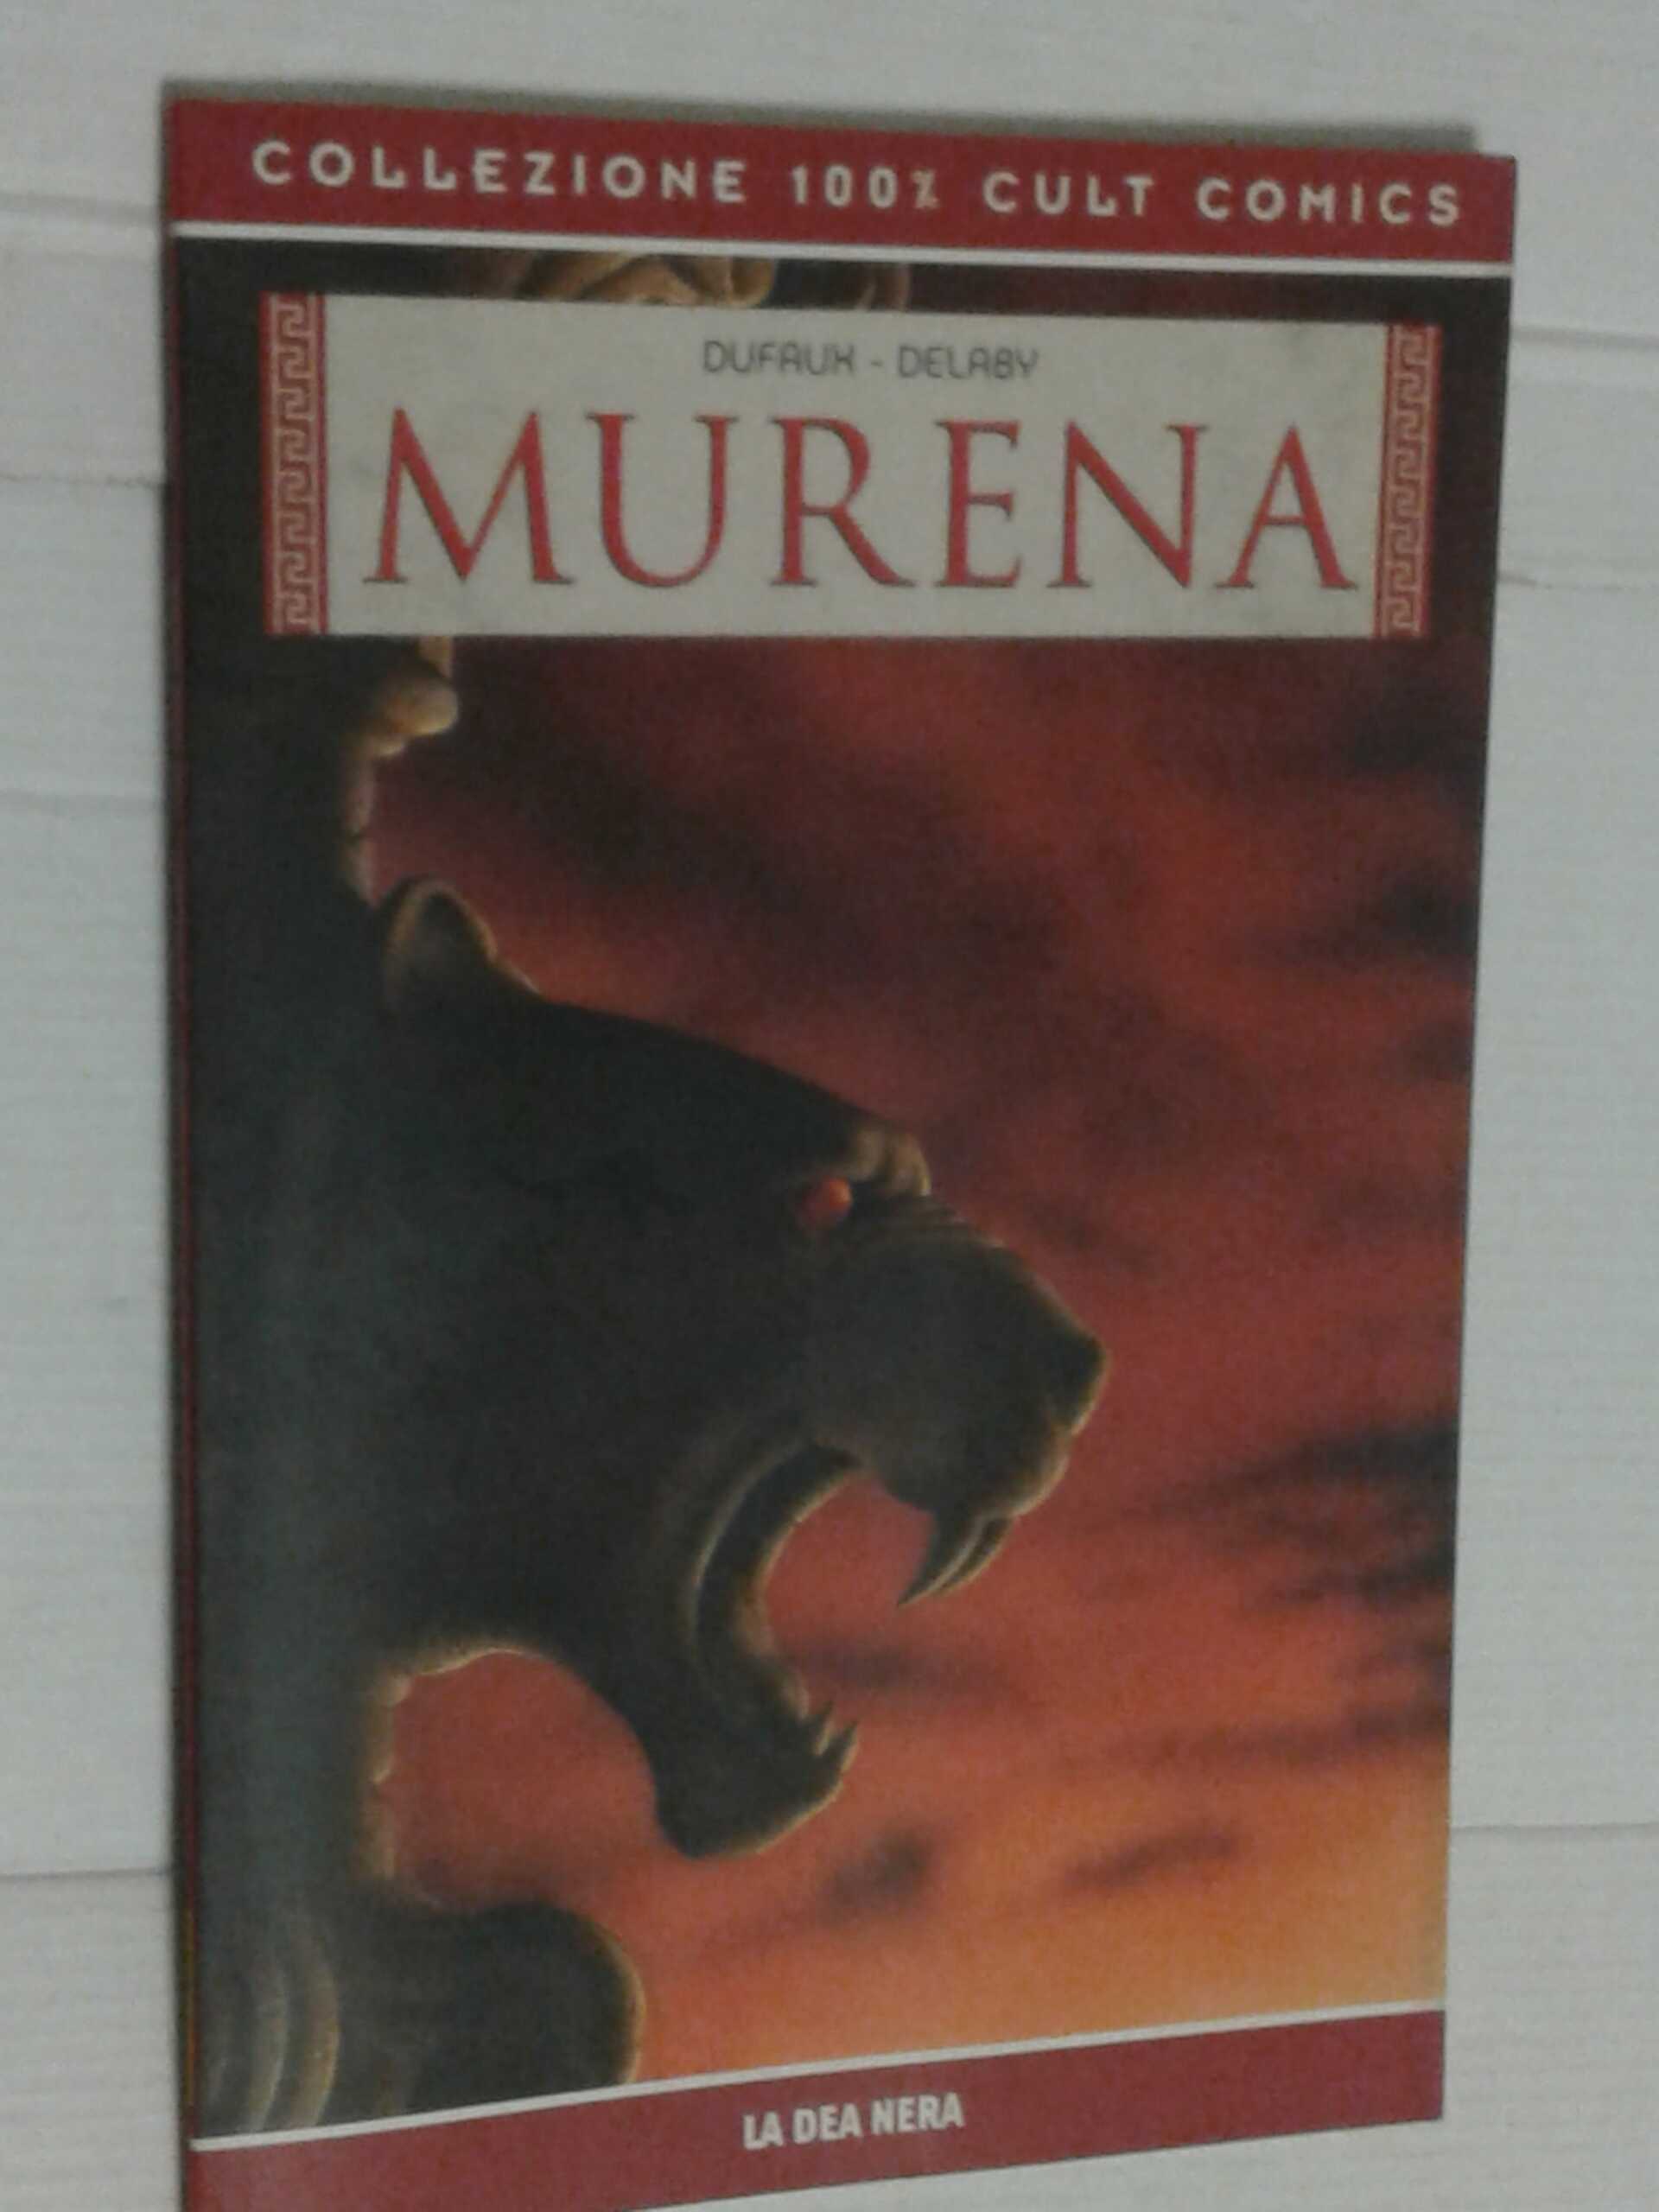 COLLEZIONE 100% CULT COMICS
DUFAUX - DELABY
MURENA
LA DEA NERA